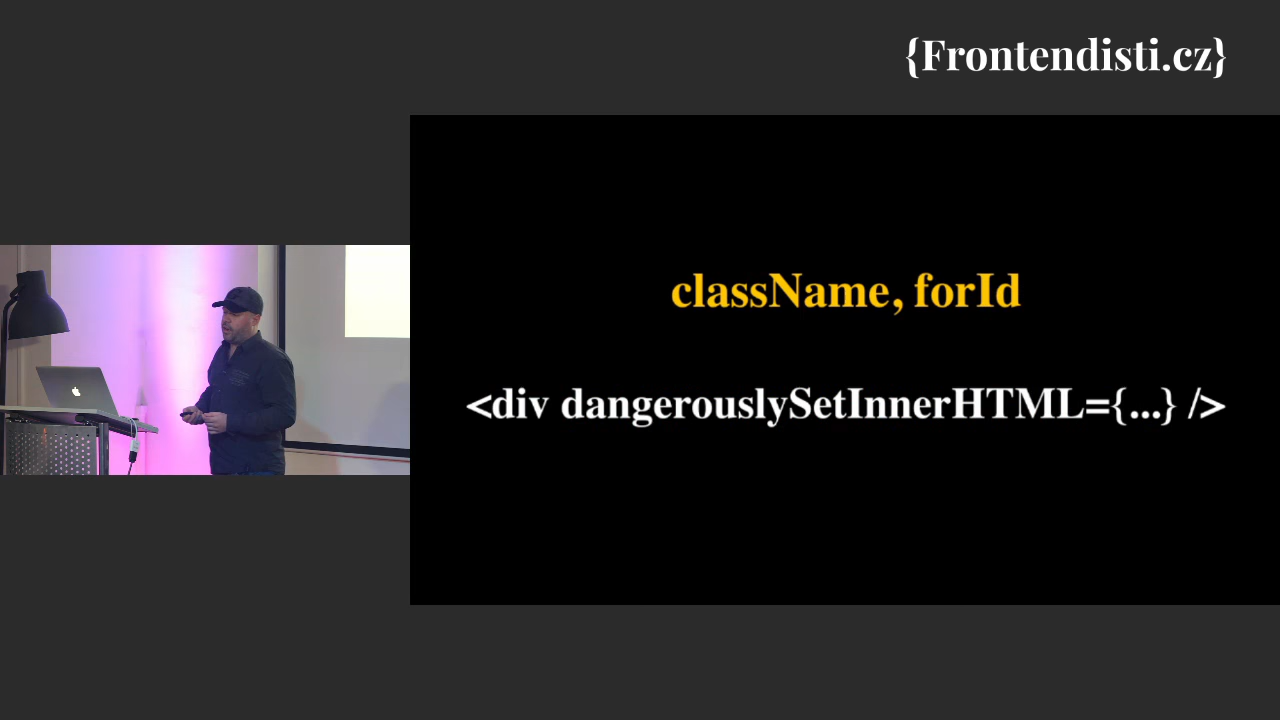 {Frontendisti.cz}
className, forId
<div dangerouslySetInnerHTML={...} />